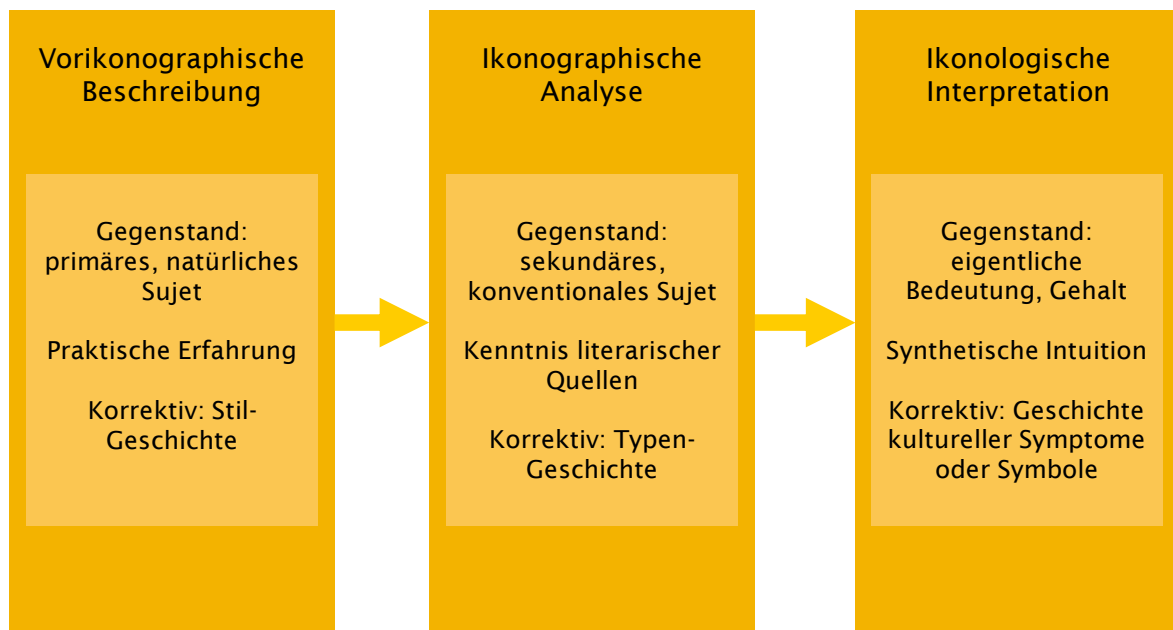 Vorikonographische
Beschreibung
Gegenstand:
primäres, natürliches
Sujet
Praktische Erfahrung
Korrektiv: Stil-
Geschichte
Ikonographische
Analyse
Gegenstand:
sekundäres,
konventionales Sujet
Kenntnis literarischer
Quellen
Korrektiv: Typen-
Geschichte
Ikonologische
Interpretation
Gegenstand:
eigentliche
Bedeutung, Gehalt
Synthetische Intuition
Korrektiv: Geschichte
kultureller Symptome
oder Symbole